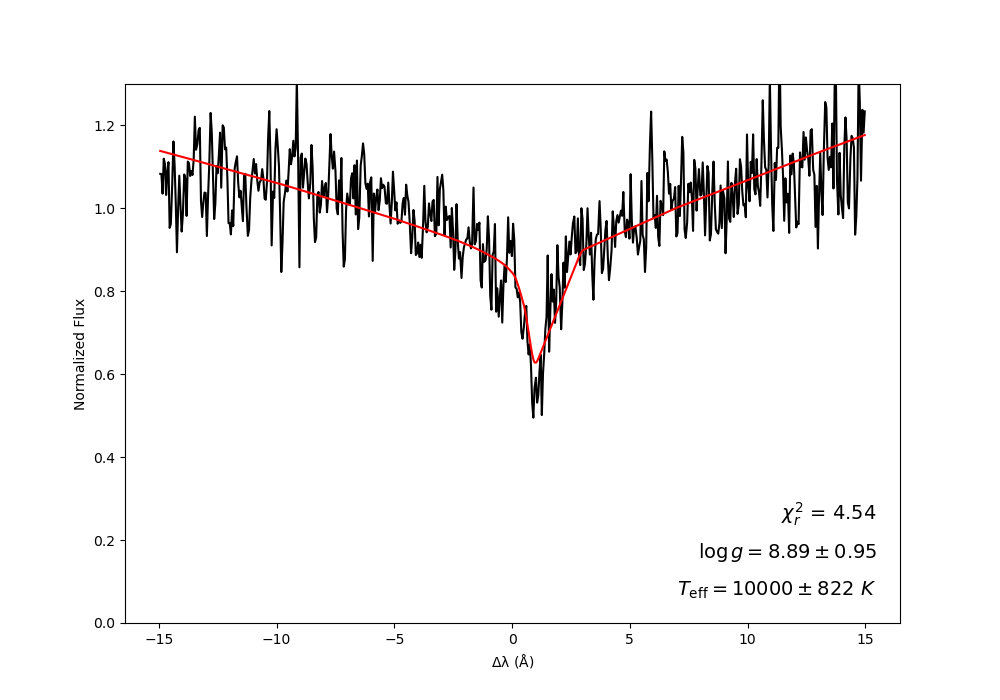 1.2
1.0
0.8
0.6
0.4
0.2
0.0
Normalized Flux
χ²ᵣ = 4.54
log g = 8.89 ± 0.95
T_eff = 10000 ± 822 K
−15 −10 −5 0 5 10 15
Δλ (Å)